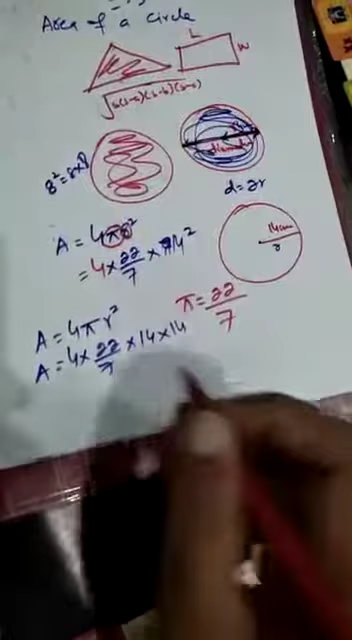 Area of a circle
L
W
√s(s-a)(s-b)(s-c)
8²=8×8
diameter
d=2r
A = 4πr²
= 4×22/7×14²
14cm
r
π=22/7
A = 4πr²
A = 4×22/7×14×14